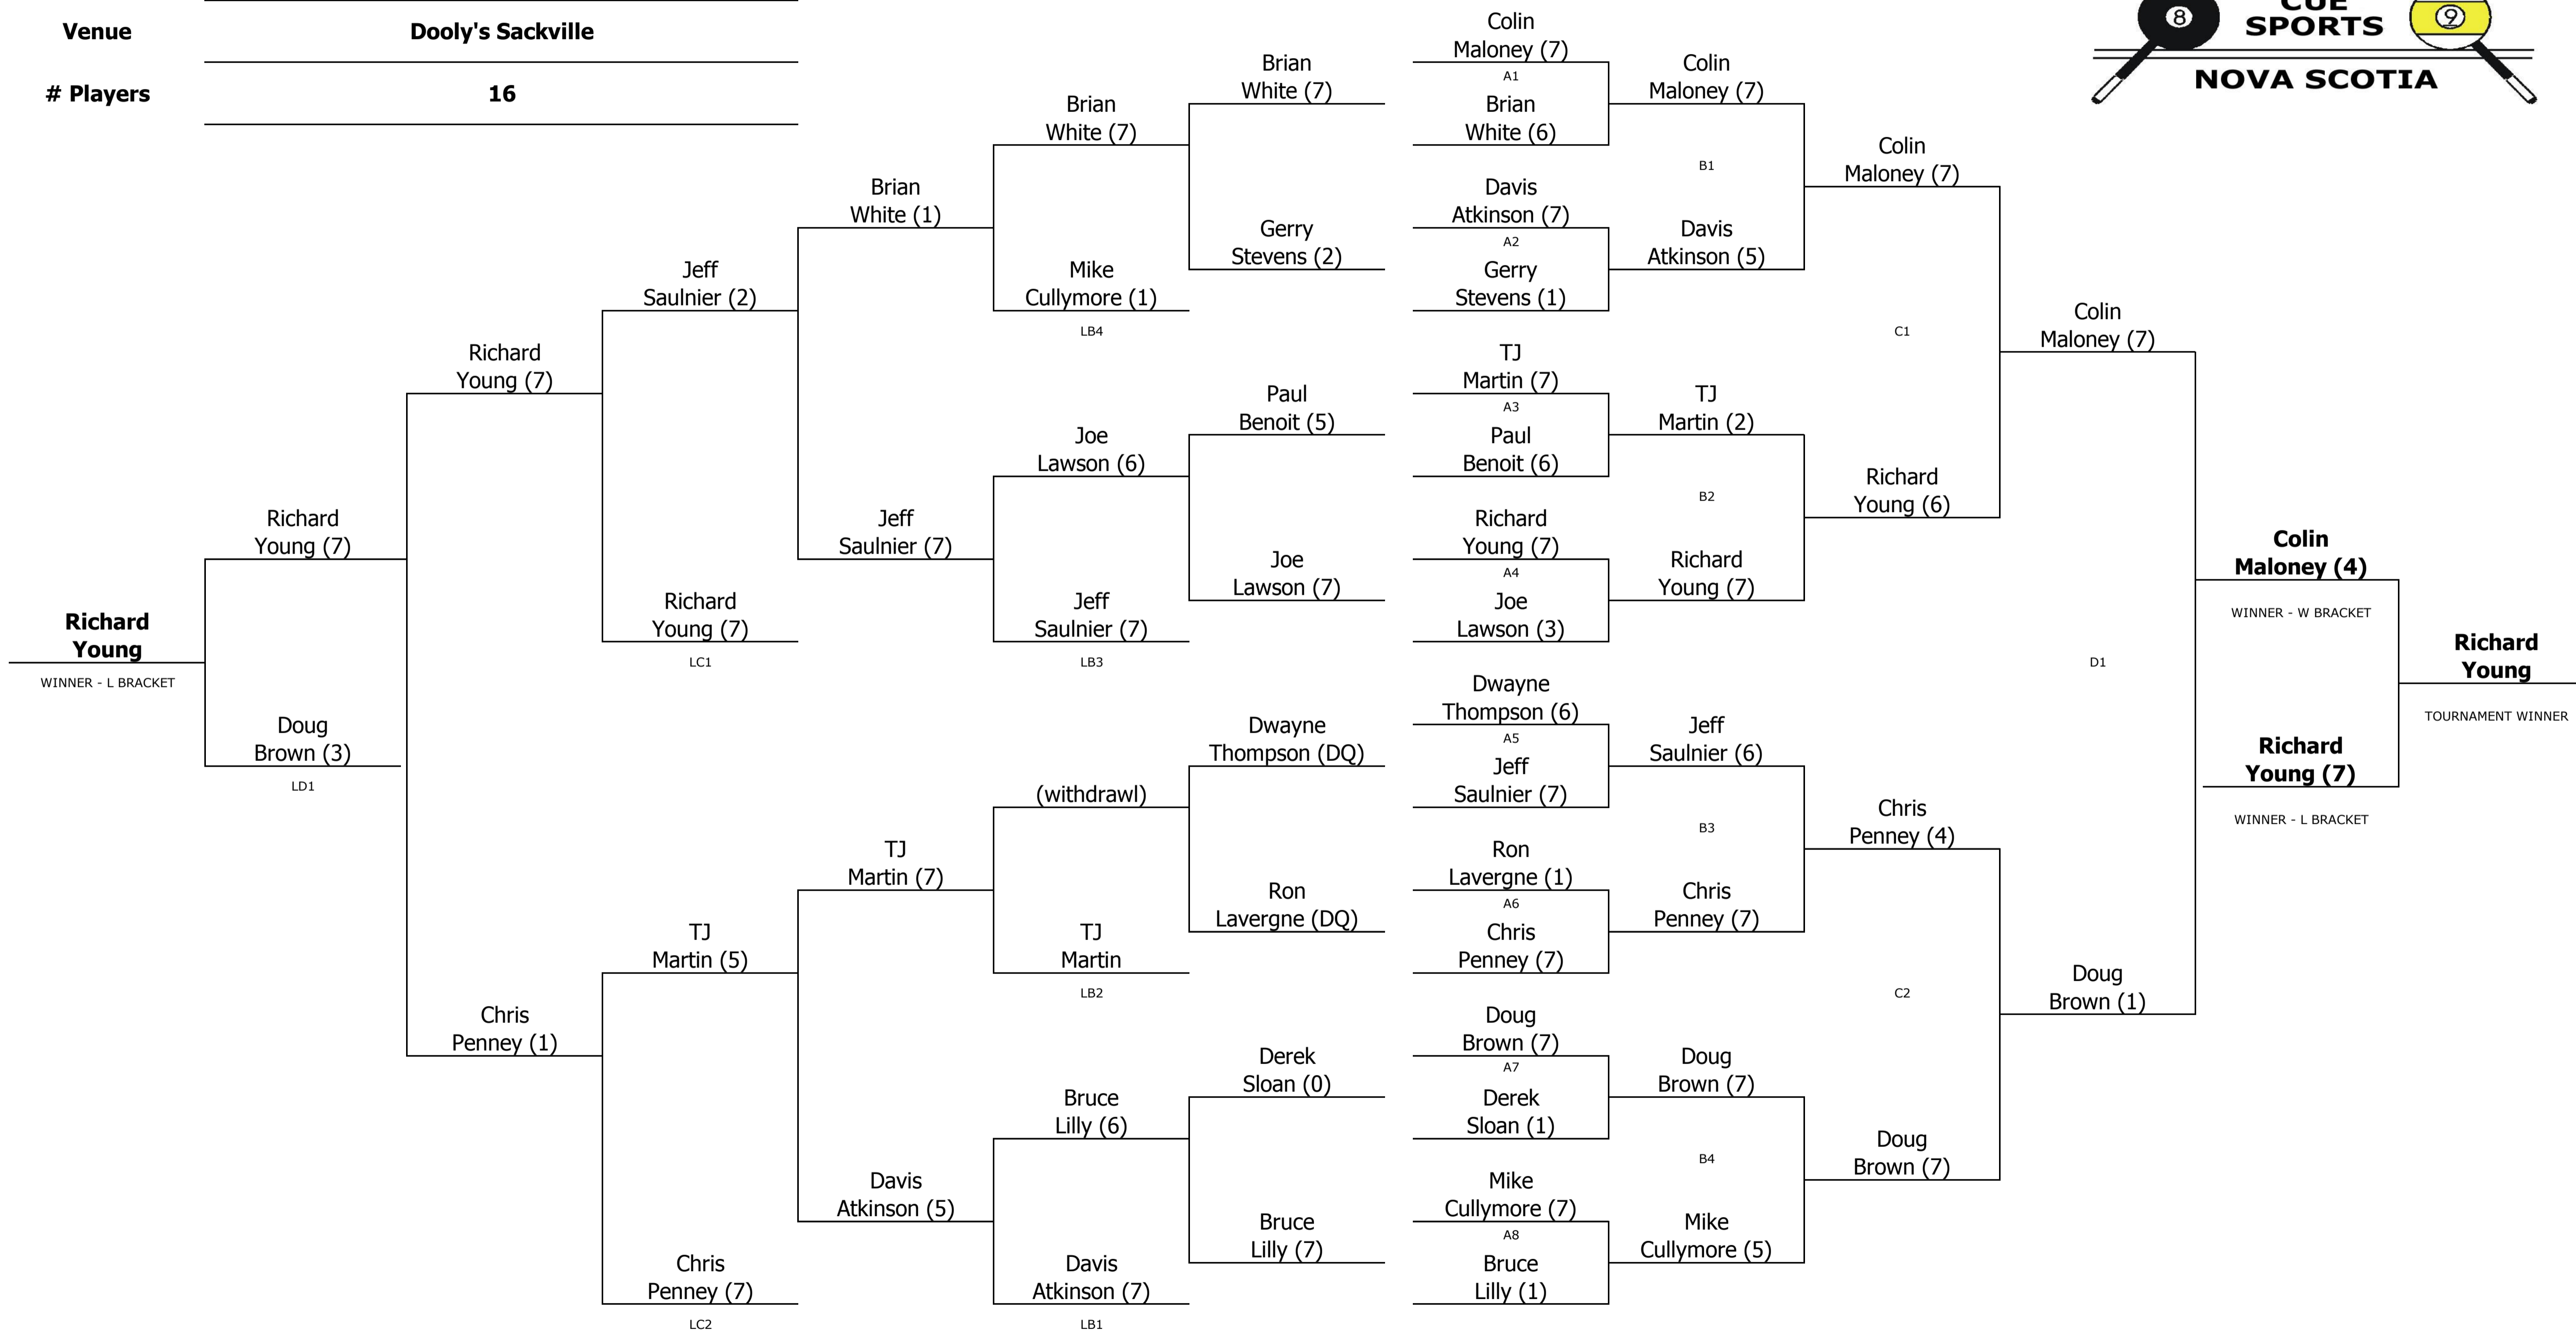 Venue
Dooly's Sackville
# Players
16
8
CUE
SPORTS
9
NOVA SCOTIA
Richard
Young
WINNER - L BRACKET
Richard
Young (7)
Doug
Brown (3)
LD1
Richard
Young (7)
Chris
Penney (1)
Jeff
Saulnier (2)
Richard
Young (7)
LC1
TJ
Martin (5)
Chris
Penney (7)
LC2
Brian
White (1)
Jeff
Saulnier (7)
TJ
Martin (7)
Davis
Atkinson (5)
Brian
White (7)
Mike
Cullymore (1)
LB4
Joe
Lawson (6)
Jeff
Saulnier (7)
LB3
(withdrawl)
TJ
Martin
LB2
Bruce
Lilly (6)
Davis
Atkinson (7)
LB1
Brian
White (7)
Gerry
Stevens (2)
Paul
Benoit (5)
Joe
Lawson (7)
Dwayne
Thompson (DQ)
Ron
Lavergne (DQ)
Derek
Sloan (0)
Bruce
Lilly (7)
Colin
Maloney (7)
A1
Brian
White (6)
Davis
Atkinson (7)
A2
Gerry
Stevens (1)
TJ
Martin (7)
A3
Paul
Benoit (6)
Richard
Young (7)
A4
Joe
Lawson (3)
Dwayne
Thompson (6)
A5
Jeff
Saulnier (7)
Ron
Lavergne (1)
A6
Chris
Penney (7)
Doug
Brown (7)
A7
Derek
Sloan (1)
Mike
Cullymore (7)
A8
Bruce
Lilly (1)
Colin
Maloney (7)
B1
Davis
Atkinson (5)
TJ
Martin (2)
B2
Richard
Young (7)
Jeff
Saulnier (6)
B3
Chris
Penney (7)
Doug
Brown (7)
B4
Mike
Cullymore (5)
Colin
Maloney (7)
C1
Richard
Young (6)
Chris
Penney (4)
C2
Doug
Brown (7)
Colin
Maloney (7)
D1
Doug
Brown (1)
Colin
Maloney (4)
WINNER - W BRACKET
Richard
Young (7)
WINNER - L BRACKET
Richard
Young
TOURNAMENT WINNER